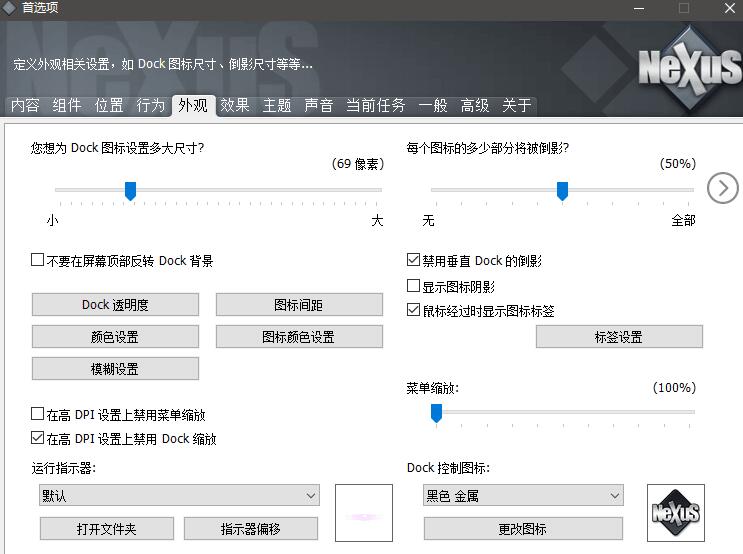 首选项
定义外观相关设置，如 Dock 图标尺寸、倒影尺寸等等...
NeXuS
内容 组件 位置 行为 外观 效果 主题 声音 当前任务 一般 高级 关于
您想为 Dock 图标设置多大尺寸?
(69 像素)
小 大
每个图标的多少部分将被倒影?
(50%)
无 全部
不要在屏幕顶部反转 Dock 背景
禁用垂直 Dock 的倒影
显示图标阴影
鼠标经过时显示图标标签
Dock 透明度 图标间距
颜色设置 图标颜色设置 标签设置
模糊设置
菜单缩放: (100%)
在高 DPI 设置上禁用菜单缩放
在高 DPI 设置上禁用 Dock 缩放
运行指示器:
默认
打开文件夹 指示器偏移
Dock 控制图标:
黑色 金属
更改图标
NeXuS